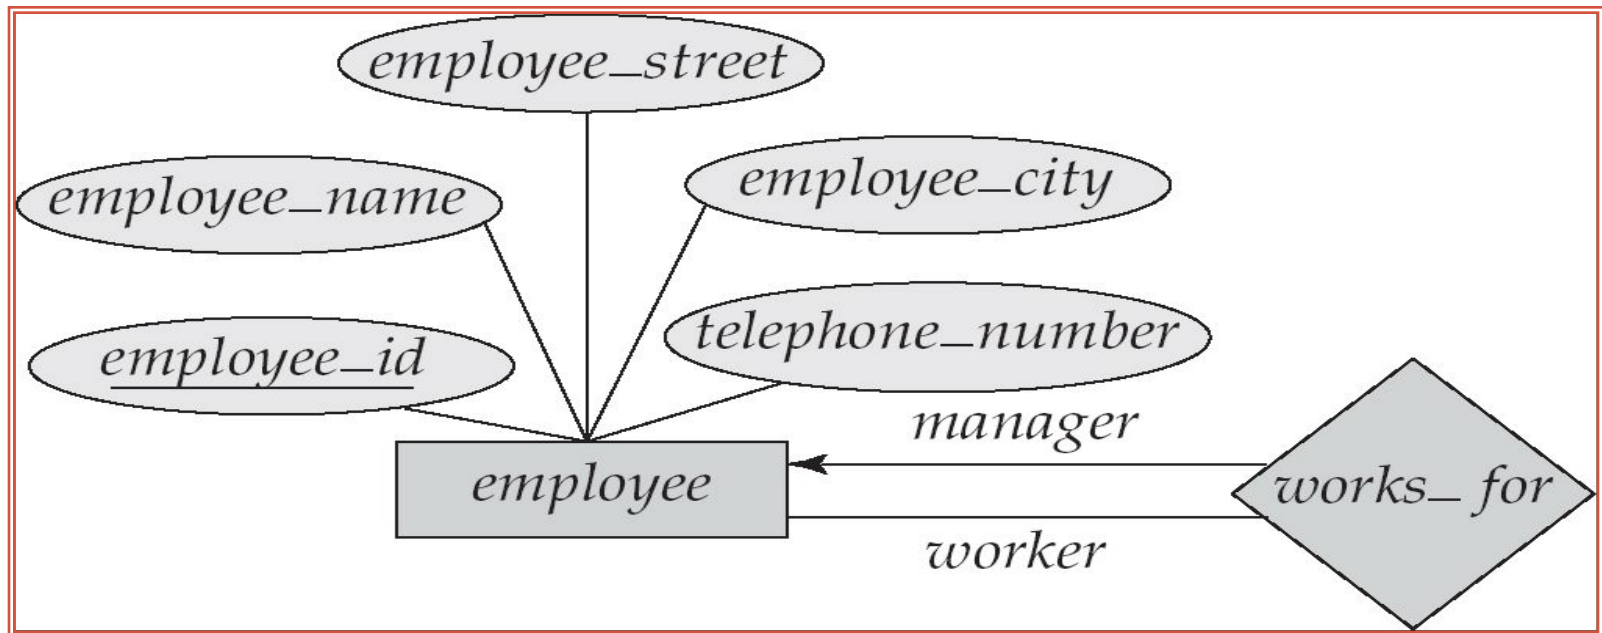 employee_street
employee_name
employee_city
employee_id
telephone_number
manager
employee
works_ for
worker